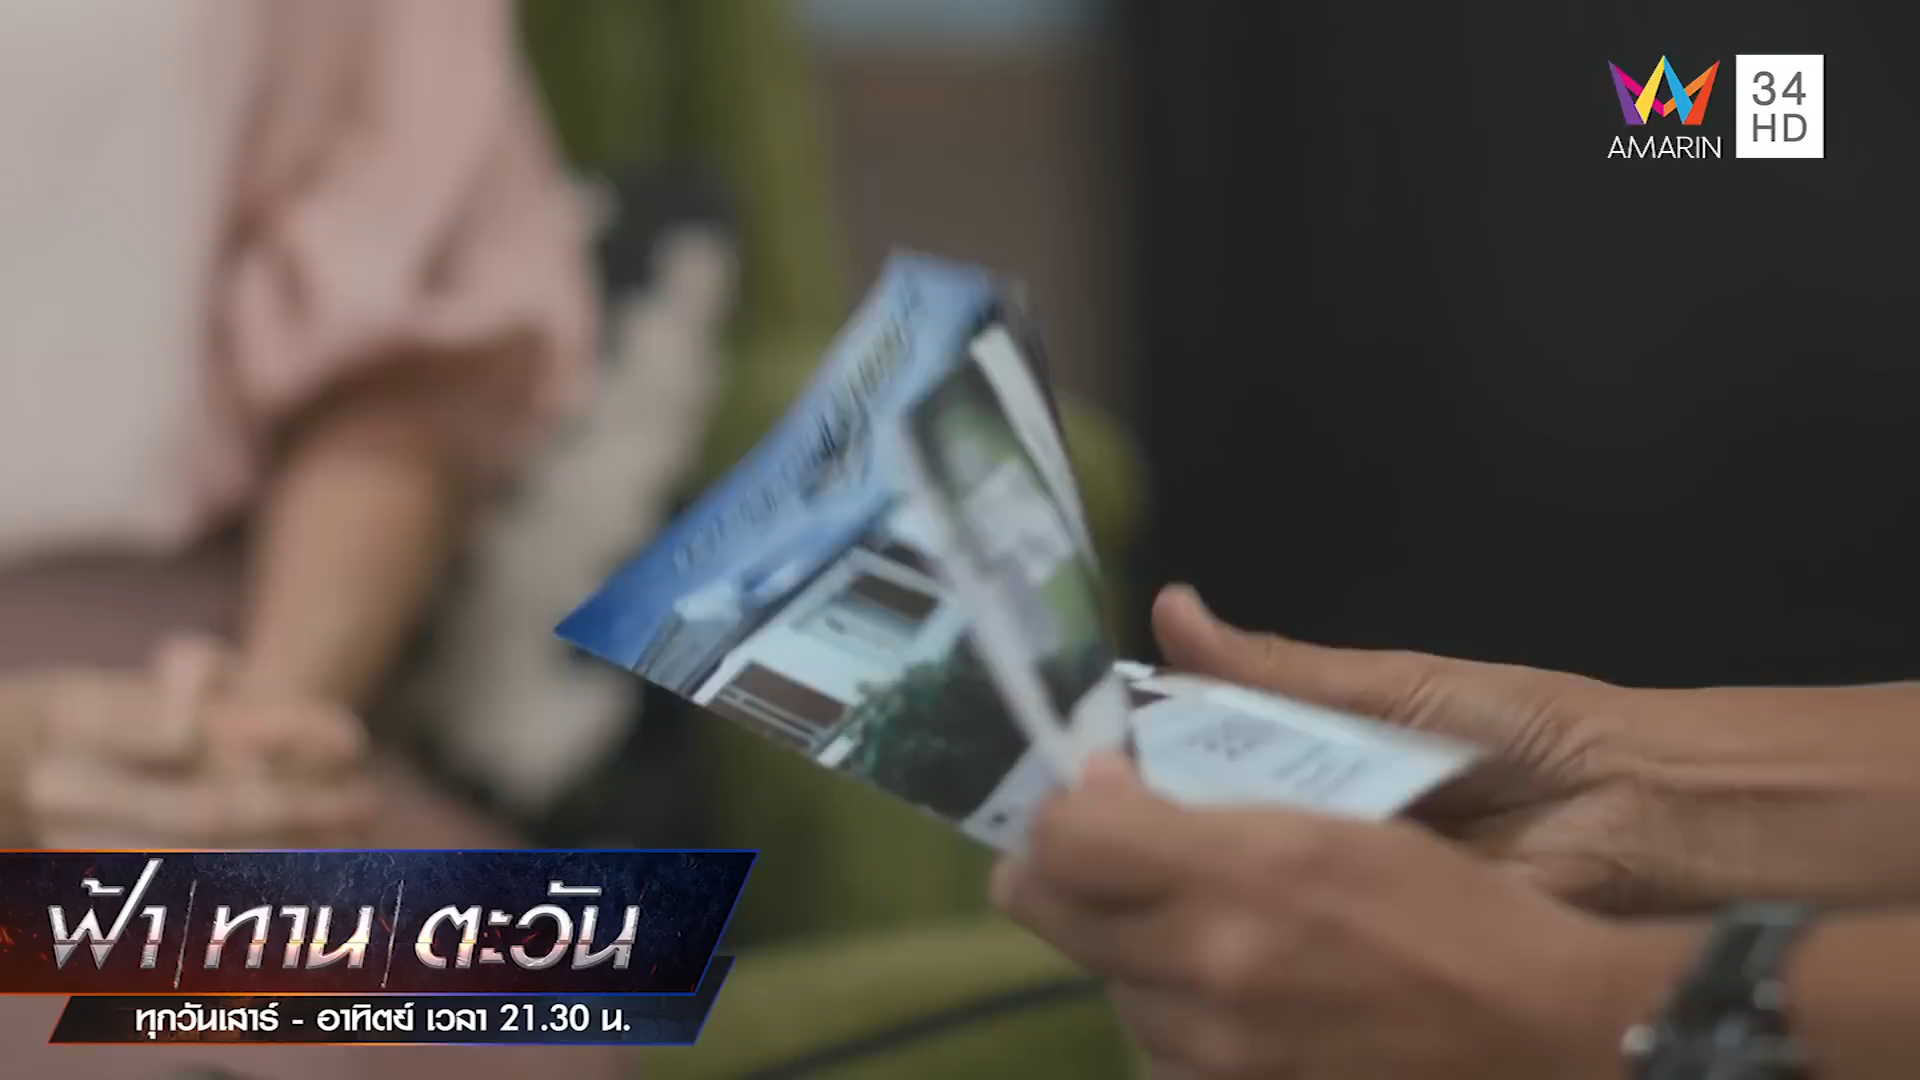 AMARIN
34
HD
ฟ้า ทาน ตะวัน
ทุกวันเสาร์ - อาทิตย์ เวลา 21.30 น.